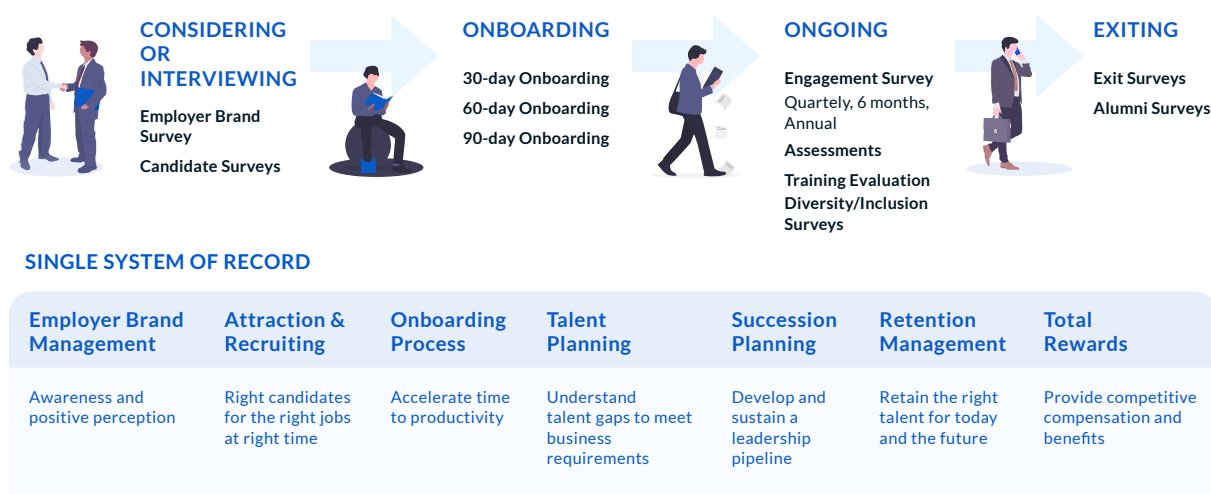 CONSIDERING
OR
INTERVIEWING
Employer Brand
Survey
Candidate Surveys
ONBOARDING
30-day Onboarding
60-day Onboarding
90-day Onboarding
ONGOING
Engagement Survey
Quartely, 6 months,
Annual
Assessments
Training Evaluation
Diversity/Inclusion
Surveys
EXITING
Exit Surveys
Alumni Surveys
SINGLE SYSTEM OF RECORD
Employer Brand
Management
Awareness and
positive perception
Attraction &
Recruiting
Right candidates
for the right jobs
at right time
Onboarding
Process
Accelerate time
to productivity
Talent
Planning
Understand
talent gaps to meet
business
requirements
Succession
Planning
Develop and
sustain a
leadership
pipeline
Retention
Management
Retain the right
talent for today
and the future
Total
Rewards
Provide competitive
compensation and
benefits